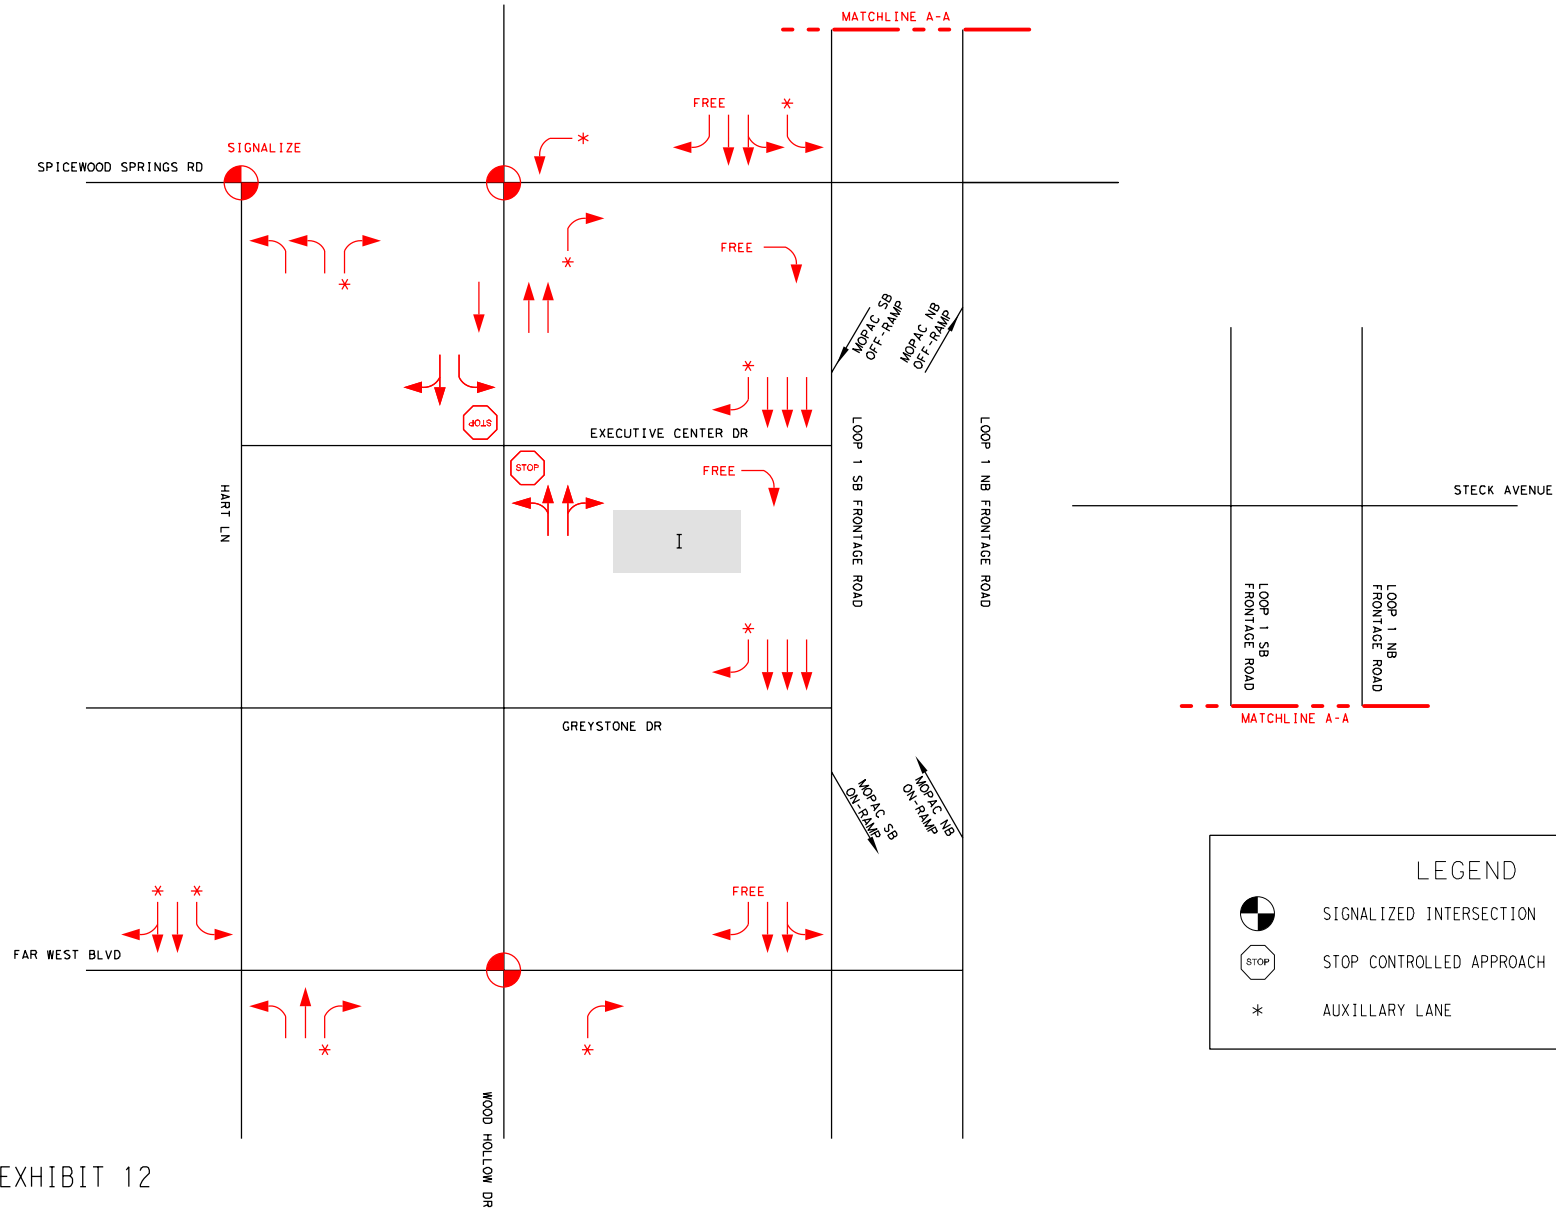 MATCHLINE A-A
FREE
*
*
SIGNALIZE
SPICEWOOD SPRINGS RD
*
*
FREE
MOPAC SB
OFF-RAMP
MOPAC NB
OFF-RAMP
*
STOP
EXECUTIVE CENTER DR
STOP
FREE
I
HART LN
LOOP 1 SB FRONTAGE ROAD
LOOP 1 NB FRONTAGE ROAD
STECK AVENUE
LOOP 1 SB
FRONTAGE ROAD
LOOP 1 NB
FRONTAGE ROAD
MATCHLINE A-A
*
GREYSTONE DR
MOPAC SB
ON-RAMP
MOPAC NB
ON-RAMP
* *
FREE
FAR WEST BLVD
*
*
WOOD HOLLOW DR
LEGEND
SIGNALIZED INTERSECTION
STOP STOP CONTROLLED APPROACH
* AUXILLARY LANE
EXHIBIT 12